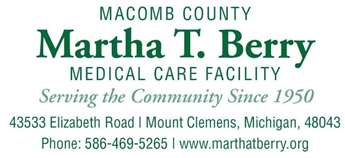 MACOMB COUNTY
Martha T. Berry
MEDICAL CARE FACILITY
Serving the Community Since 1950
43533 Elizabeth Road | Mount Clemens, Michigan, 48043
Phone: 586-469-5265 | www.marthatberry.org